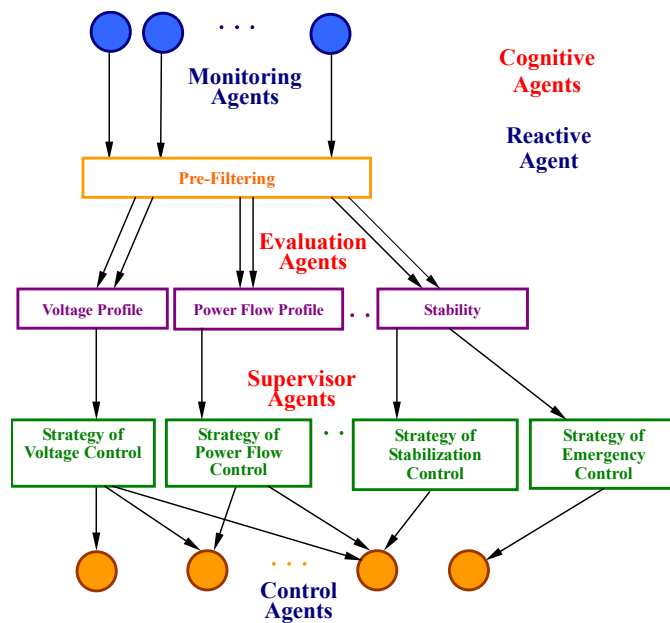 . . .
Monitoring
Agents
Cognitive
Agents
Reactive
Agent
Pre-Filtering
Evaluation
Agents
Voltage Profile
Power Flow Profile
. .
Stability
Supervisor
Agents
Strategy of
Voltage Control
Strategy of
Power Flow
Control
. .
Strategy of
Stabilization
Control
Strategy of
Emergency
Control
. . .
Control
Agents